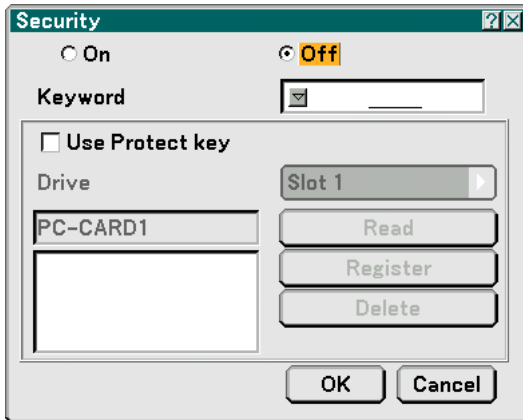 Security
On Off
Keyword
Use Protect key
Drive Slot 1
PC-CARD1 Read
Register
Delete
OK Cancel